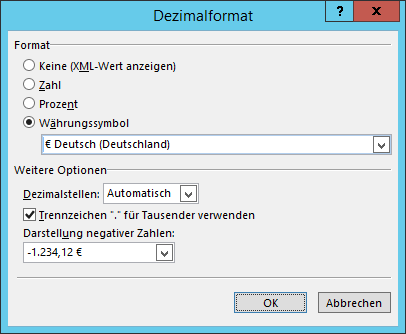 Dezimalformat
? x
Format
Keine (XML-Wert anzeigen)
Zahl
Prozent
Währungssymbol
€ Deutsch (Deutschland)
Weitere Optionen
Dezimalstellen: Automatisch
Trennzeichen "." für Tausender verwenden
Darstellung negativer Zahlen:
-1.234,12 €
OK Abbrechen